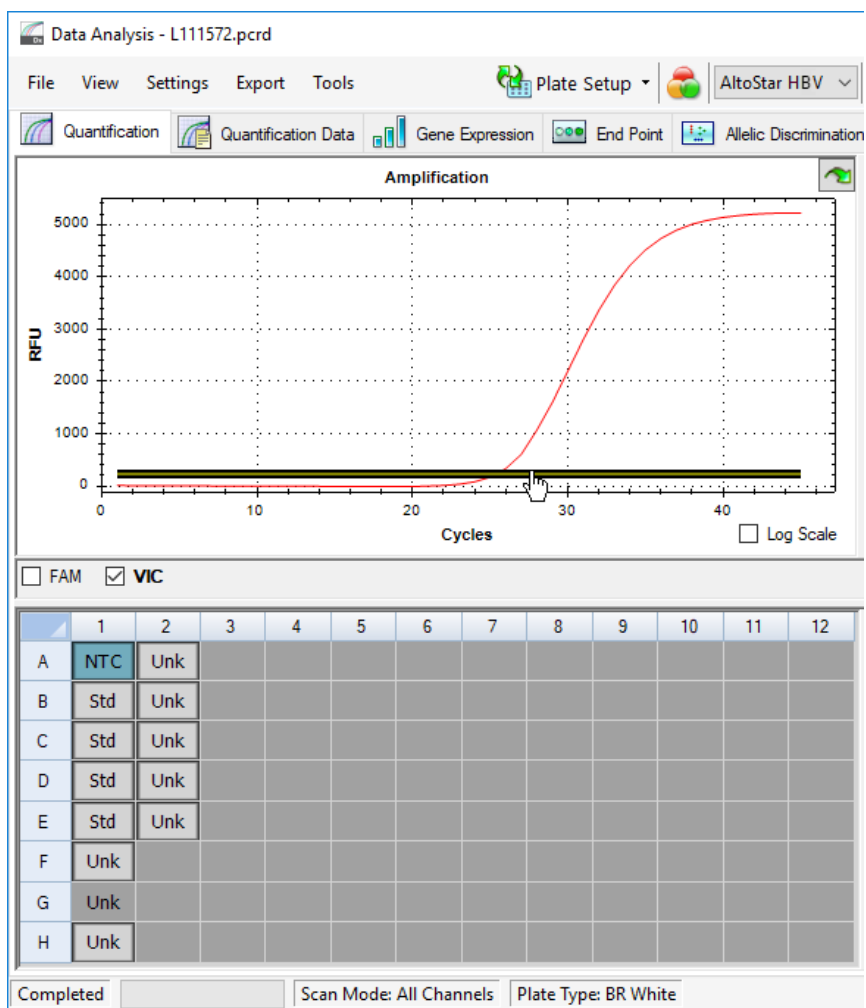 Data Analysis - L111572.pcrd
File View Settings Export Tools Plate Setup AltoStar HBV
Quantification Quantification Data Gene Expression End Point Allelic Discrimination
Amplification
5000
4000
3000
2000
1000
0
RFU
0 10 20 30 40
Cycles
Log Scale
FAM VIC
1 2 3 4 5 6 7 8 9 10 11 12
A NTC Unk
B Std Unk
C Std Unk
D Std Unk
E Std Unk
F Unk
G Unk
H Unk
Completed Scan Mode: All Channels Plate Type: BR White